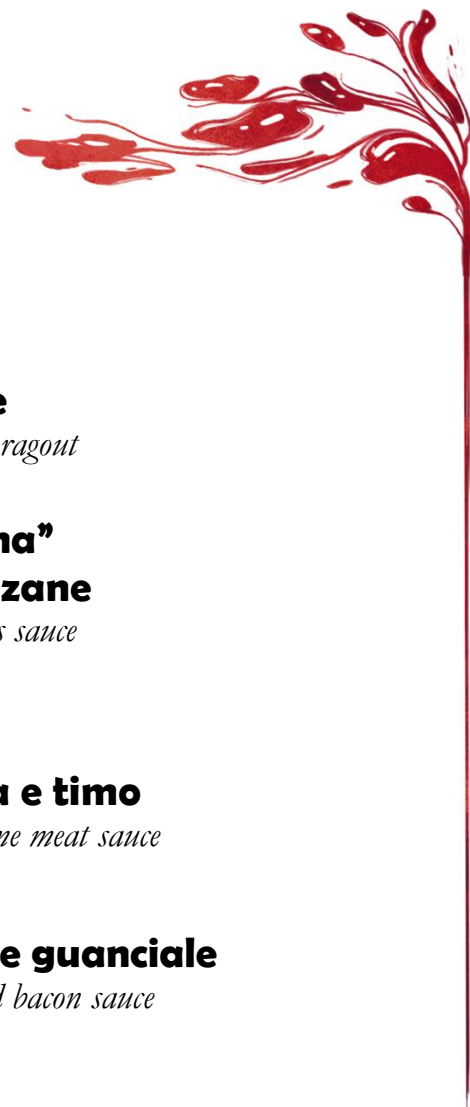 e
ragout
na”
zane
s sauce
a e timo
ne meat sauce
e guanciale
d bacon sauce